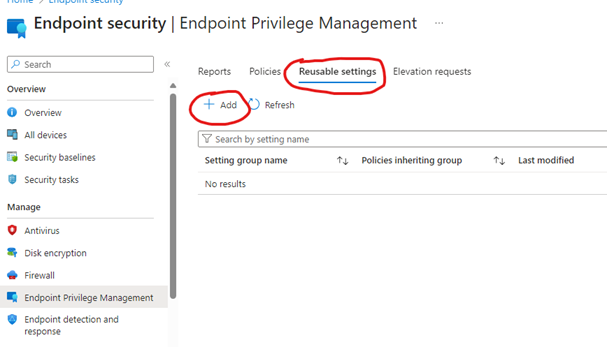 Home > Endpoint security
Endpoint security | Endpoint Privilege Management ...
Search
«
Overview
Overview
All devices
Security baselines
Security tasks
Manage
Antivirus
Disk encryption
Firewall
Endpoint Privilege Management
Endpoint detection and
response
Reports Policies Reusable settings Elevation requests
+ Add Refresh
Search by setting name
Setting group name ↑↓ Policies inheriting group ↑↓ Last modified
No results